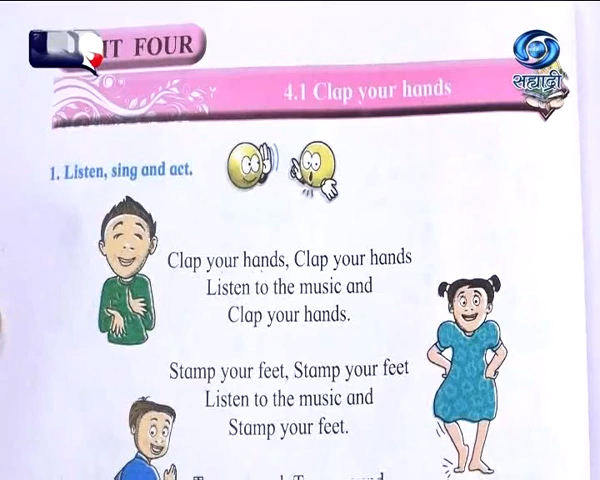 IT FOUR
सह्याद्री
4.1 Clap your hands
1. Listen, sing and act.
Clap your hands, Clap your hands
Listen to the music and
Clap your hands.
Stamp your feet, Stamp your feet
Listen to the music and
Stamp your feet.